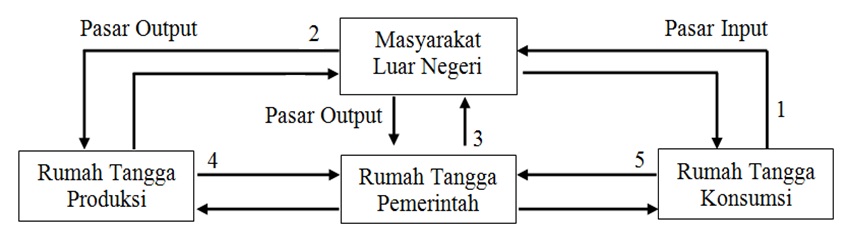 Pasar Output
2
Masyarakat
Luar Negeri
Pasar Input
Pasar Output
3
1
Rumah Tangga
Produksi
4
Rumah Tangga
Pemerintah
5
Rumah Tangga
Konsumsi